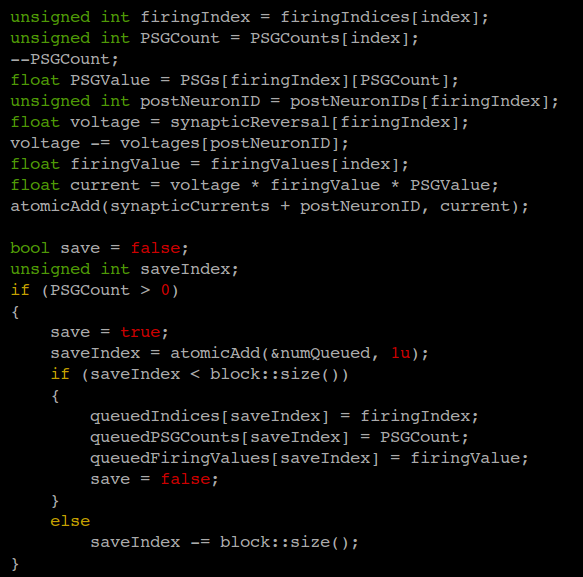 unsigned int firingIndex = firingIndices[index];
unsigned int PSGCount = PSGCounts[index];
--PSGCount;
float PSGValue = PSGs[firingIndex][PSGCount];
unsigned int postNeuronID = postNeuronIDs[firingIndex];
float voltage = synapticReversal[firingIndex];
voltage -= voltages[postNeuronID];
float firingValue = firingValues[index];
float current = voltage * firingValue * PSGValue;
atomicAdd(synapticCurrents + postNeuronID, current);

bool save = false;
unsigned int saveIndex;
if (PSGCount > 0)
{
    save = true;
    saveIndex = atomicAdd(&numQueued, 1u);
    if (saveIndex < block::size())
    {
        queuedIndices[saveIndex] = firingIndex;
        queuedPSGCounts[saveIndex] = PSGCount;
        queuedFiringValues[saveIndex] = firingValue;
        save = false;
    }
    else
        saveIndex -= block::size();
}